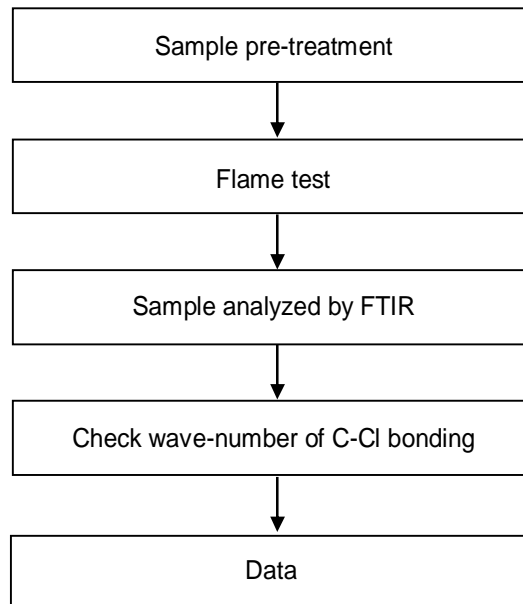 Sample pre-treatment
Flame test
Sample analyzed by FTIR
Check wave-number of C-Cl bonding
Data